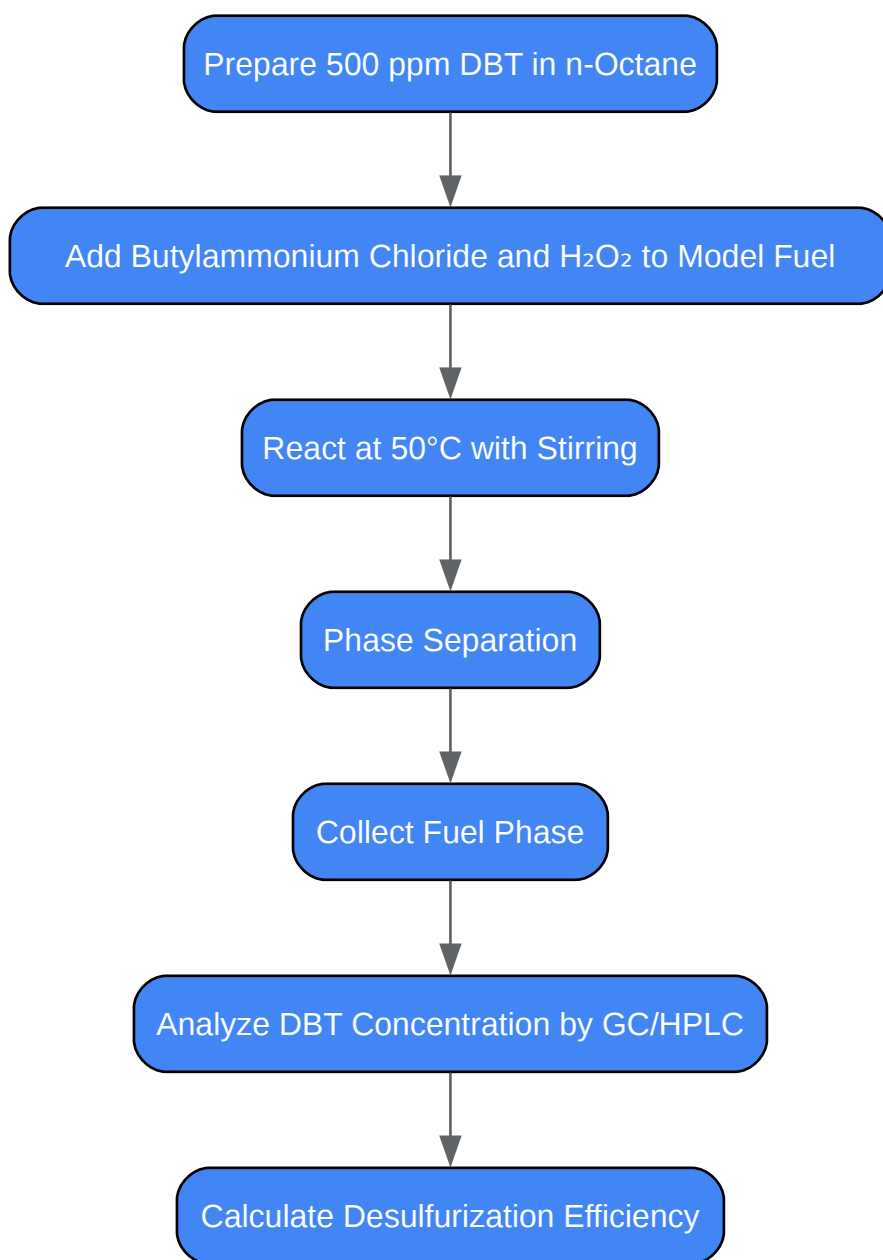 Prepare 500 ppm DBT in n-Octane
Add Butylammonium Chloride and H₂O₂ to Model Fuel
React at 50°C with Stirring
Phase Separation
Collect Fuel Phase
Analyze DBT Concentration by GC/HPLC
Calculate Desulfurization Efficiency